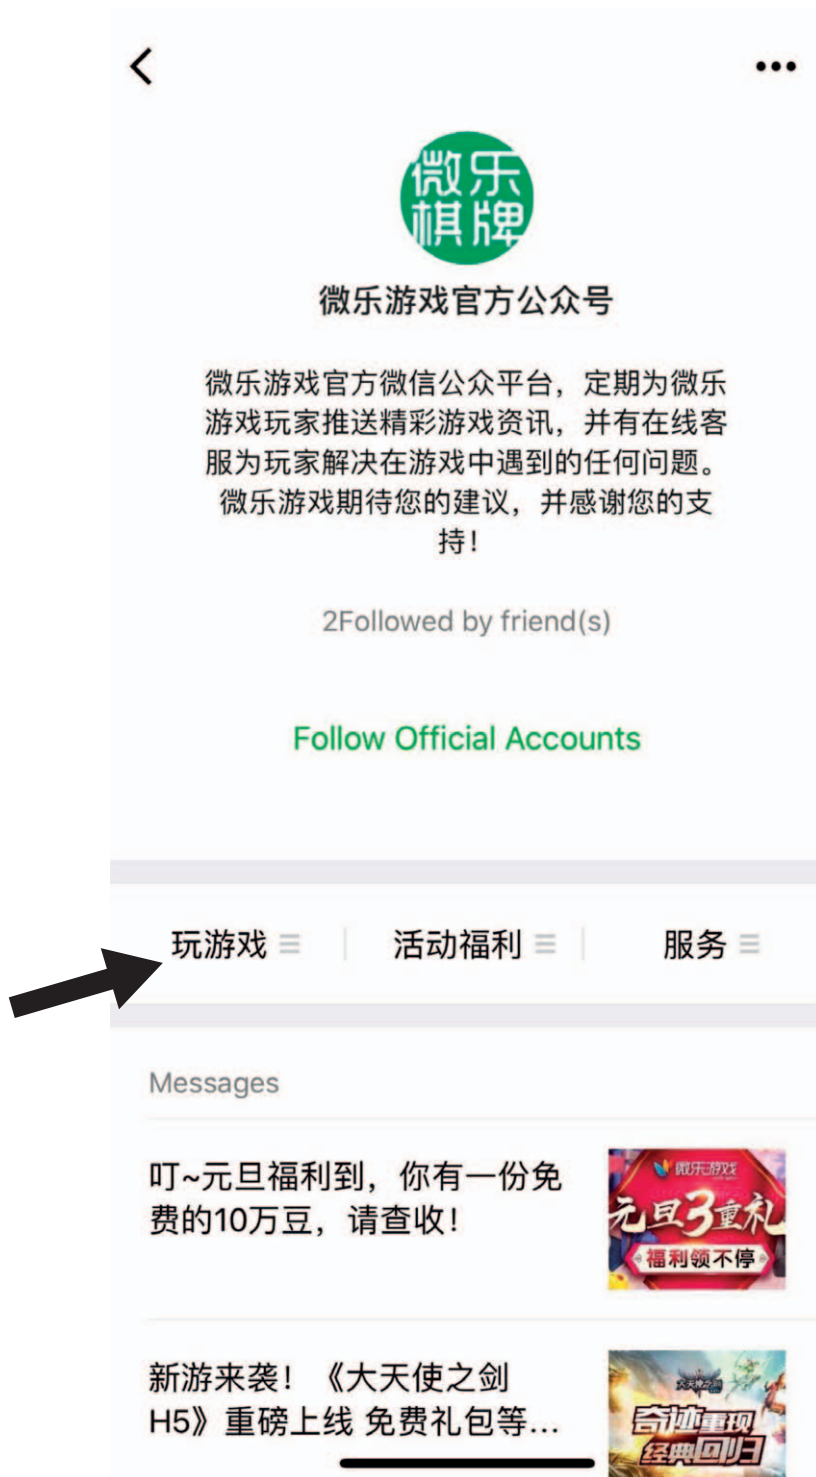 微乐
棋牌
微乐游戏官方公众号
微乐游戏官方微信公众平台，定期为微乐
游戏玩家推送精彩游戏资讯，并有在线客
服为玩家解决在游戏中遇到的任何问题。
微乐游戏期待您的建议，并感谢您的支
持！
2Followed by friend(s)
Follow Official Accounts
玩游戏 活动福利 服务
Messages
叮~元旦福利到，你有一份免
费的10万豆，请查收！
微乐游戏
元旦3重礼
福利领不停
新游来袭！《大天使之剑
H5》重磅上线 免费礼包等…
大天使之剑
奇迹重现
经典回归